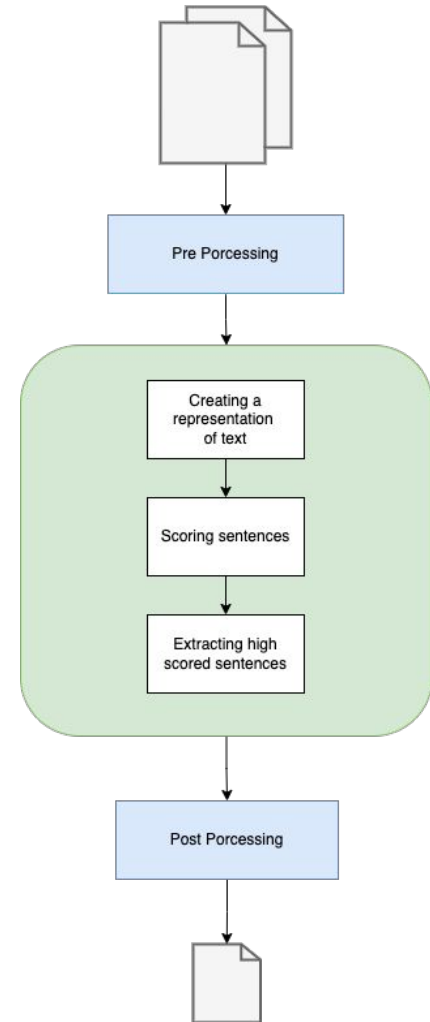 Pre Porcessing
Creating a
representation
of text
Scoring sentences
Extracting high
scored sentences
Post Porcessing